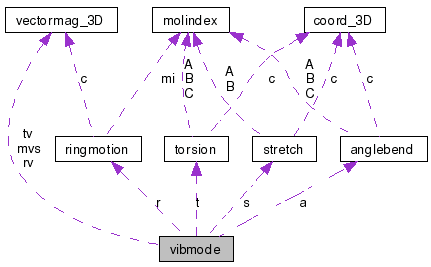 vectormag_3D molindex coord_3D
A A
A B B
c mi B c B c c
C C
tv
mvs
rv
ringmotion torsion stretch anglebend
r t s a
vibmode